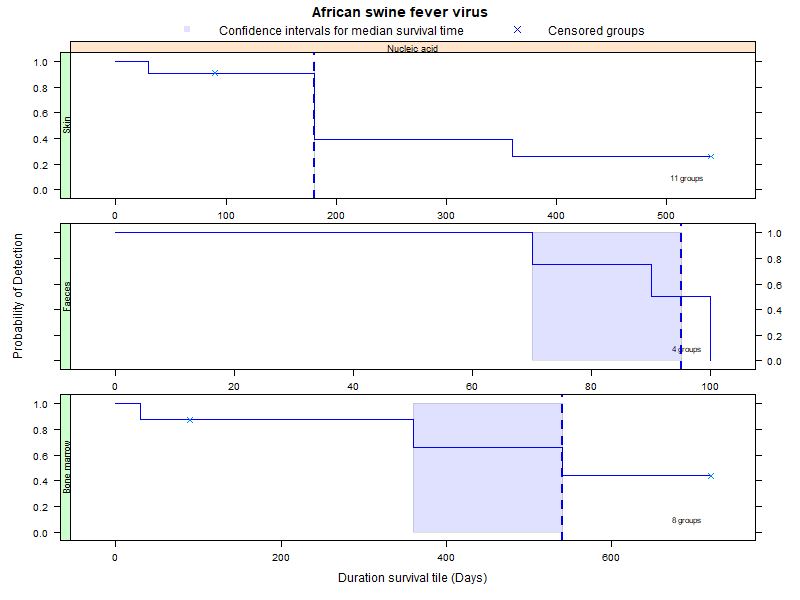 African swine fever virus
Confidence intervals for median survival time
Censored groups
Nucleic acid
Probability of Detection
Skin
1.0
0.8
0.6
0.4
0.2
0.0
11 groups
0 100 200 300 400 500
Faeces
1.0
0.8
0.6
0.4
0.2
0.0
4 groups
0 20 40 60 80 100
Bone marrow
1.0
0.8
0.6
0.4
0.2
0.0
8 groups
0 200 400 600
Duration survival tile (Days)